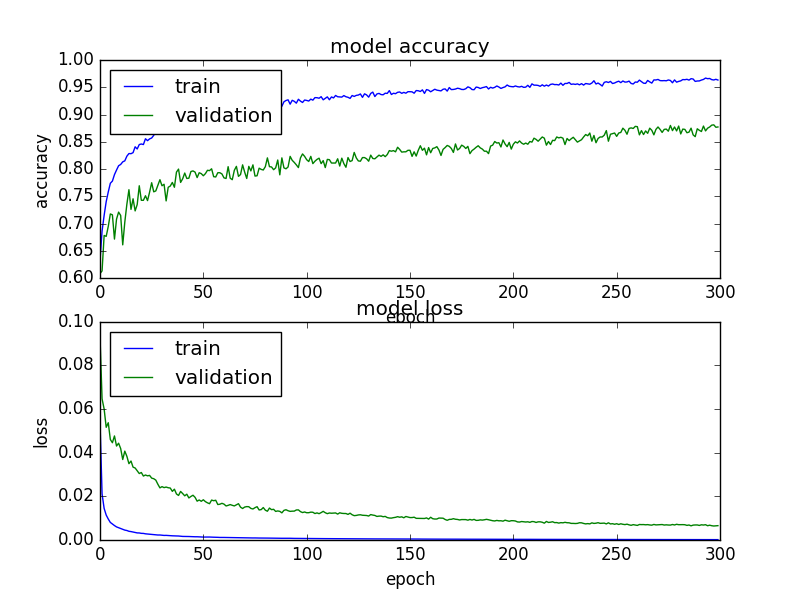 model accuracy
1.00
0.95
0.90
0.85
0.80
0.75
0.70
0.65
0.60
accuracy
train
validation
0 50 100 150 200 250 300
epoch
model loss
0.10
0.08
0.06
0.04
0.02
0.00
loss
train
validation
0 50 100 150 200 250 300
epoch